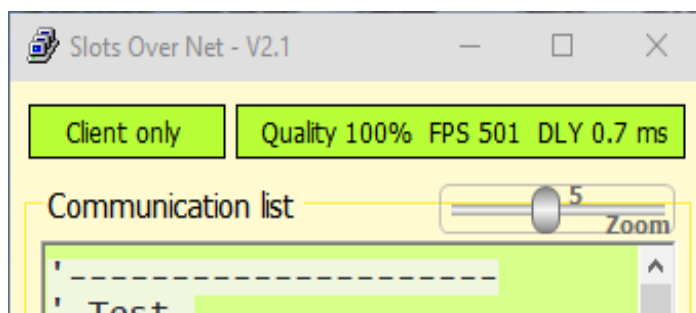 Slots Over Net - V2.1
Client only
Quality 100% FPS 501 DLY 0.7 ms
Communication list
5
Zoom
'----------------------
' Test